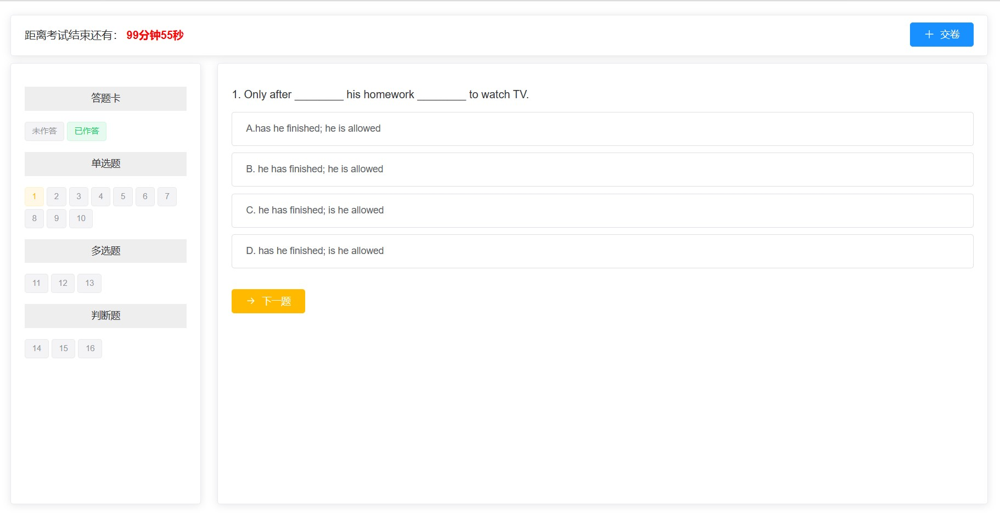 距离考试结束还有： 99分钟55秒
交卷
答题卡
未作答 已作答
单选题
1 2 3 4 5 6 7
8 9 10
多选题
11 12 13
判断题
14 15 16
1. Only after ________ his homework ________ to watch TV.
A.has he finished; he is allowed
B. he has finished; he is allowed
C. he has finished; is he allowed
D. has he finished; is he allowed
下一题